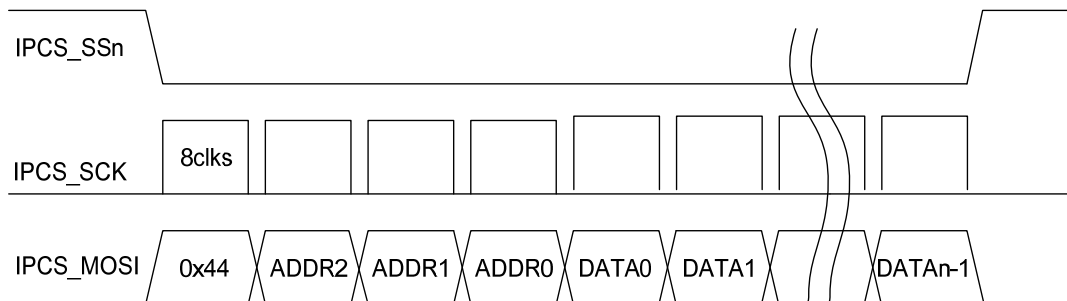 IPCS_SSn
8clks
IPCS_SCK
IPCS_MOSI 0x44 ADDR2 ADDR1 ADDR0 DATA0 DATA1 DATAn-1